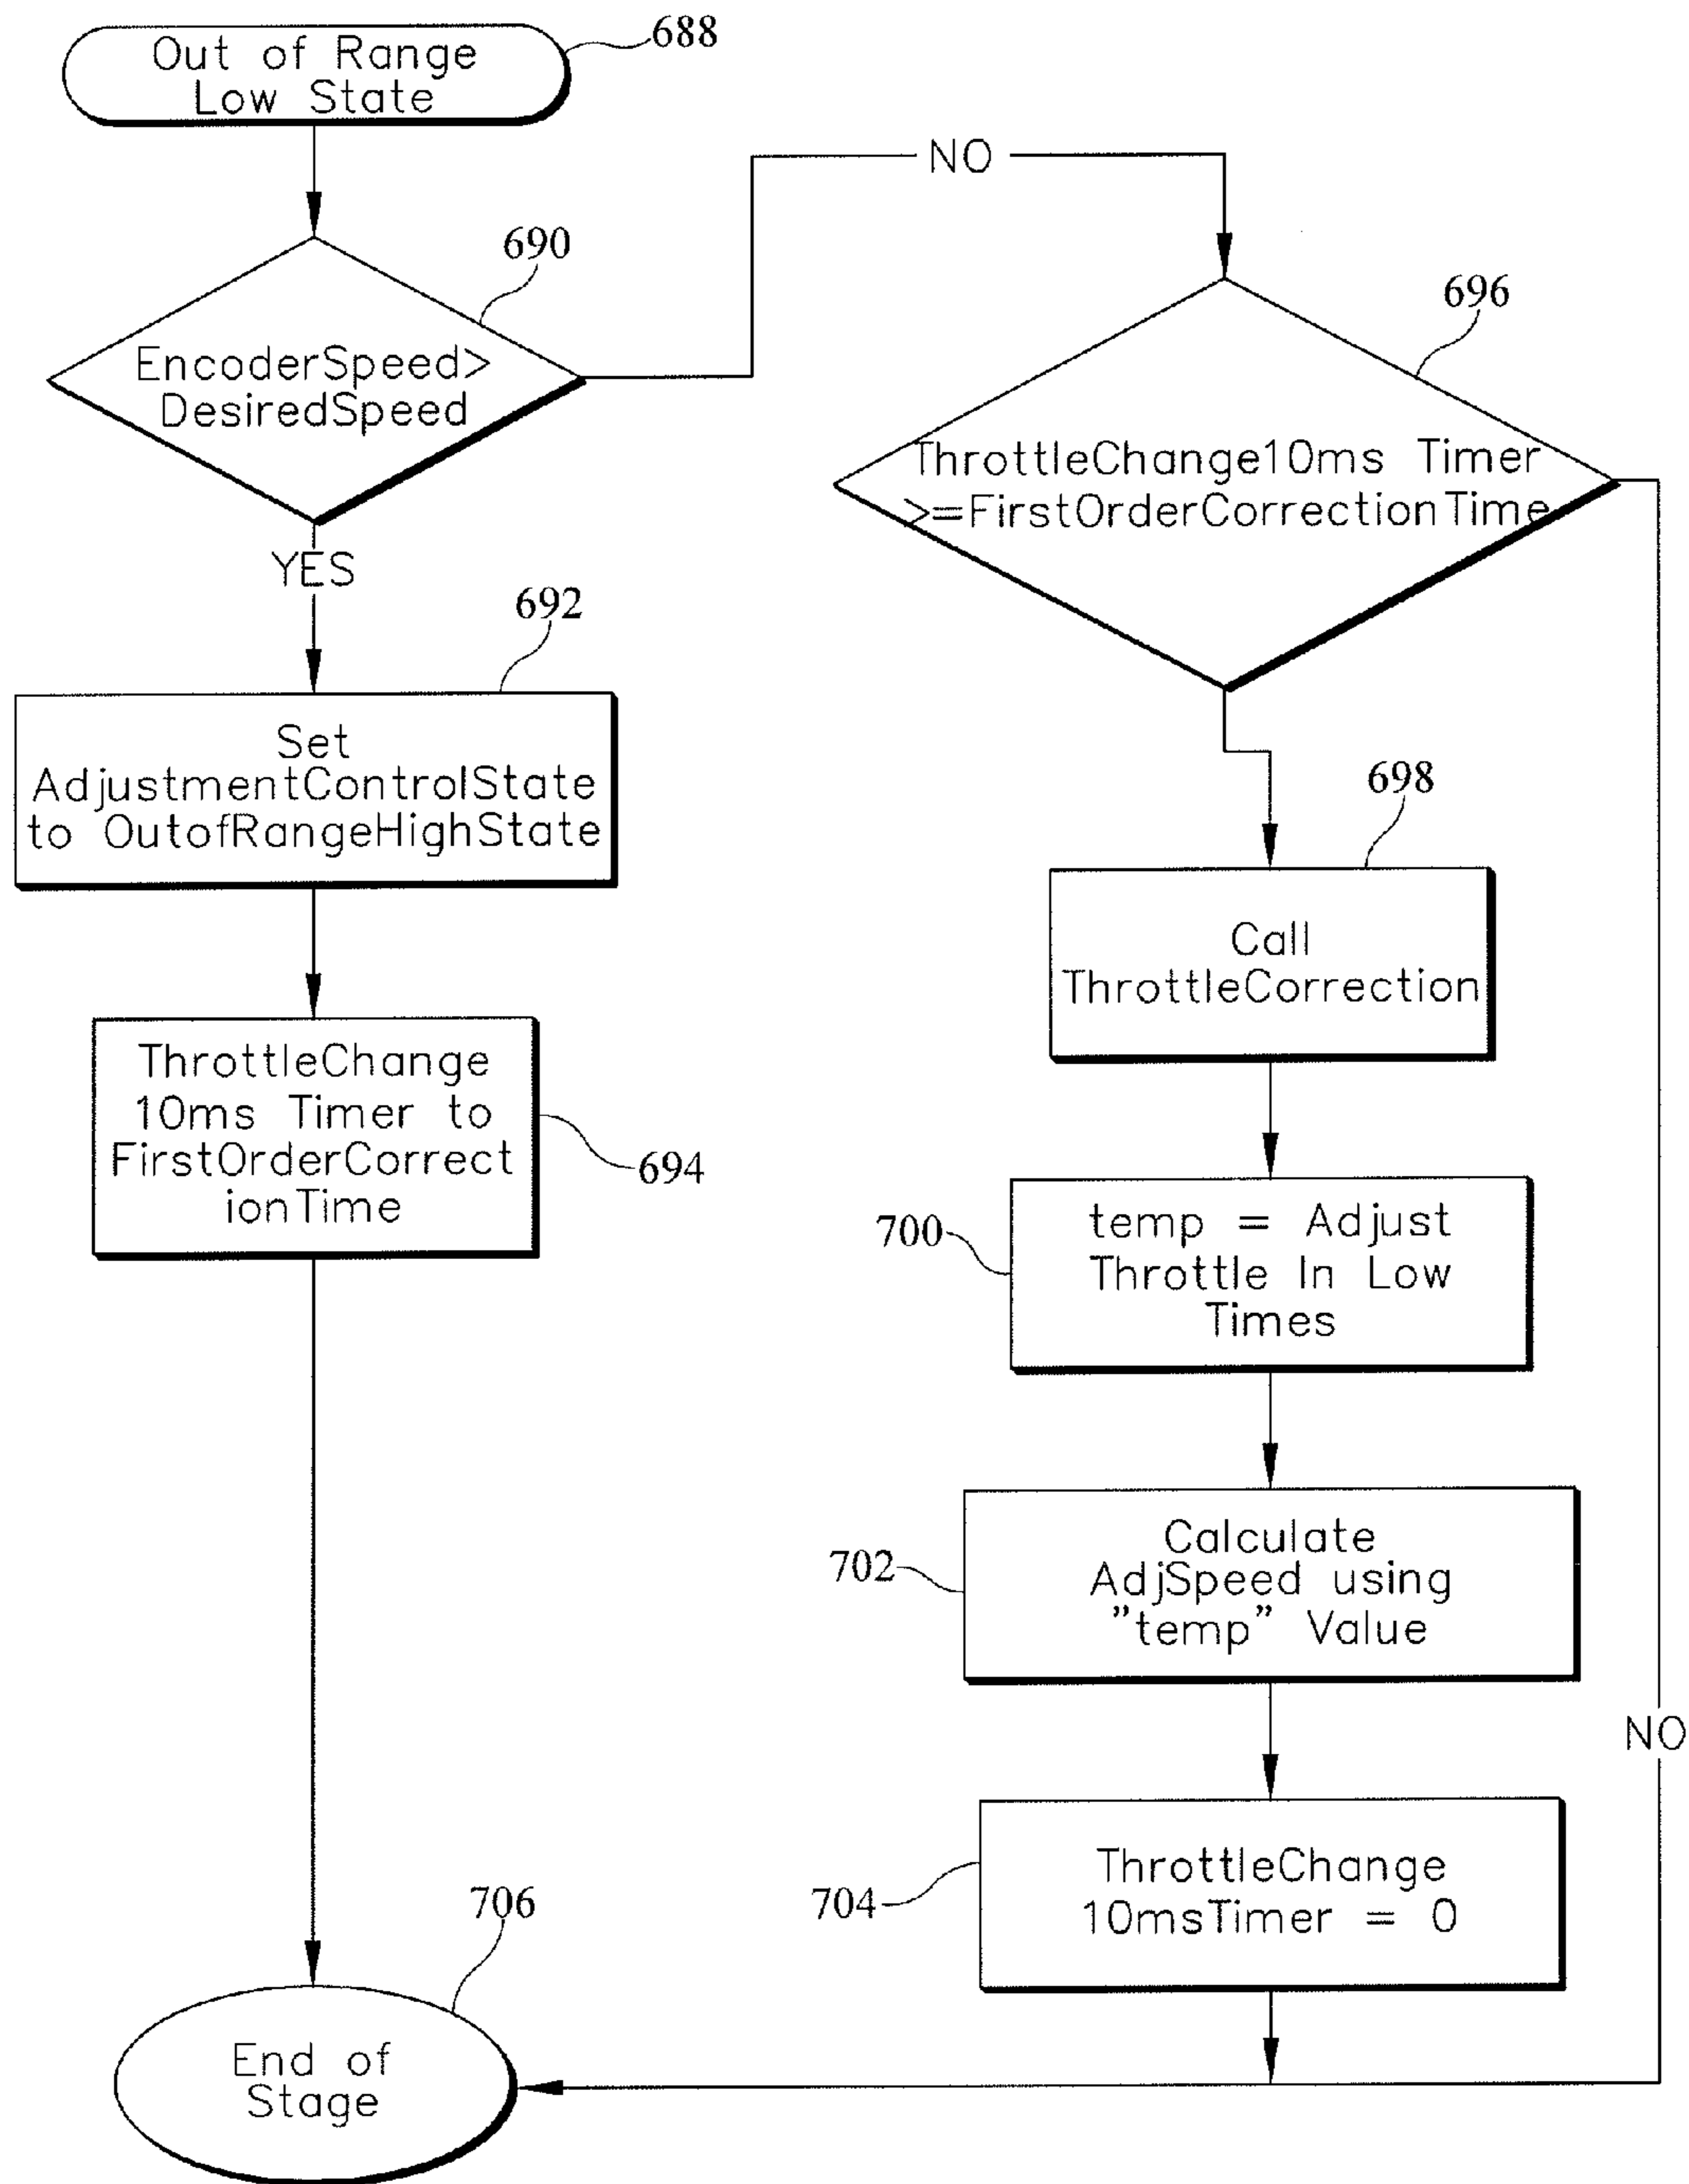 Out of Range
Low State
688
NO
690
EncoderSpeed>
DesiredSpeed
696
ThrottleChange10ms Timer
>=FirstOrderCorrectionTime
YES
692
Set
AdjustmentControlState
to OutofRangeHighState
698
Call
ThrottleCorrection
ThrottleChange
10ms Timer to
FirstOrderCorrect
ionTime
694
700
temp = Adjust
Throttle In Low
Times
702
Calculate
AdjSpeed using
"temp" Value
NO
704
ThrottleChange
10msTimer = 0
706
End of
Stage